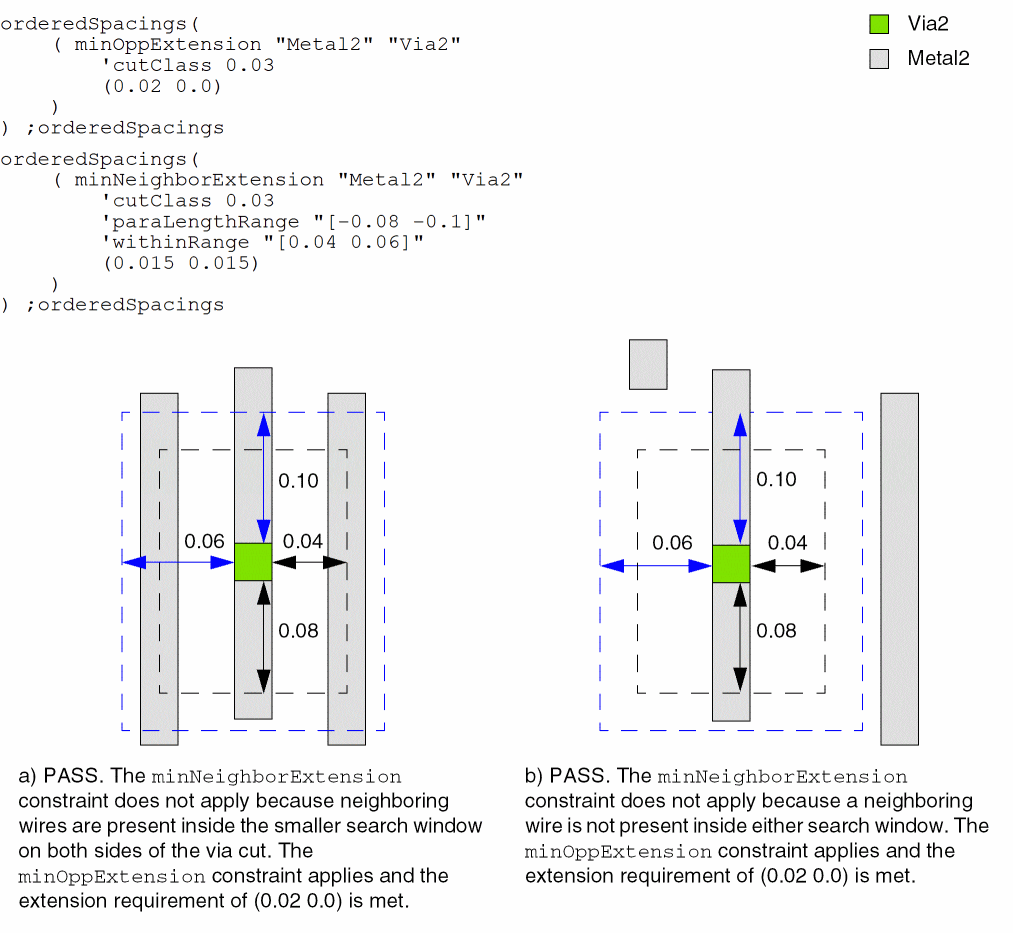 orderedSpacings(
    ( minOppExtension "Metal2" "Via2"
        'cutClass 0.03
        (0.02 0.0)
    )
) ;orderedSpacings
orderedSpacings(
    ( minNeighborExtension "Metal2" "Via2"
        'cutClass 0.03
        'paraLengthRange "[-0.08 -0.1]"
        'withinRange "[0.04 0.06]"
        (0.015 0.015)
    )
) ;orderedSpacings
Via2
Metal2
0.10
0.06
0.04
0.08
0.10
0.06
0.04
0.08
a) PASS. The minNeighborExtension
constraint does not apply because neighboring
wires are present inside the smaller search window
on both sides of the via cut. The
minOppExtension constraint applies and the
extension requirement of (0.02 0.0) is met.
b) PASS. The minNeighborExtension
constraint does not apply because a neighboring
wire is not present inside either search window. The
minOppExtension constraint applies and the
extension requirement of (0.02 0.0) is met.